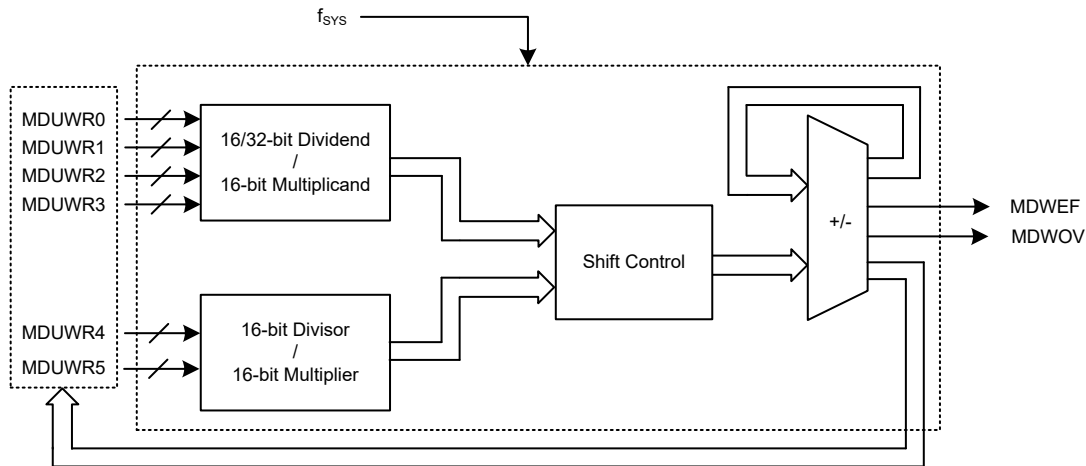 fSYS
MDUWR0
MDUWR1
MDUWR2
MDUWR3
16/32-bit Dividend
/
16-bit Multiplicand
Shift Control
+/-
MDWEF
MDWOV
MDUWR4
MDUWR5
16-bit Divisor
/
16-bit Multiplier